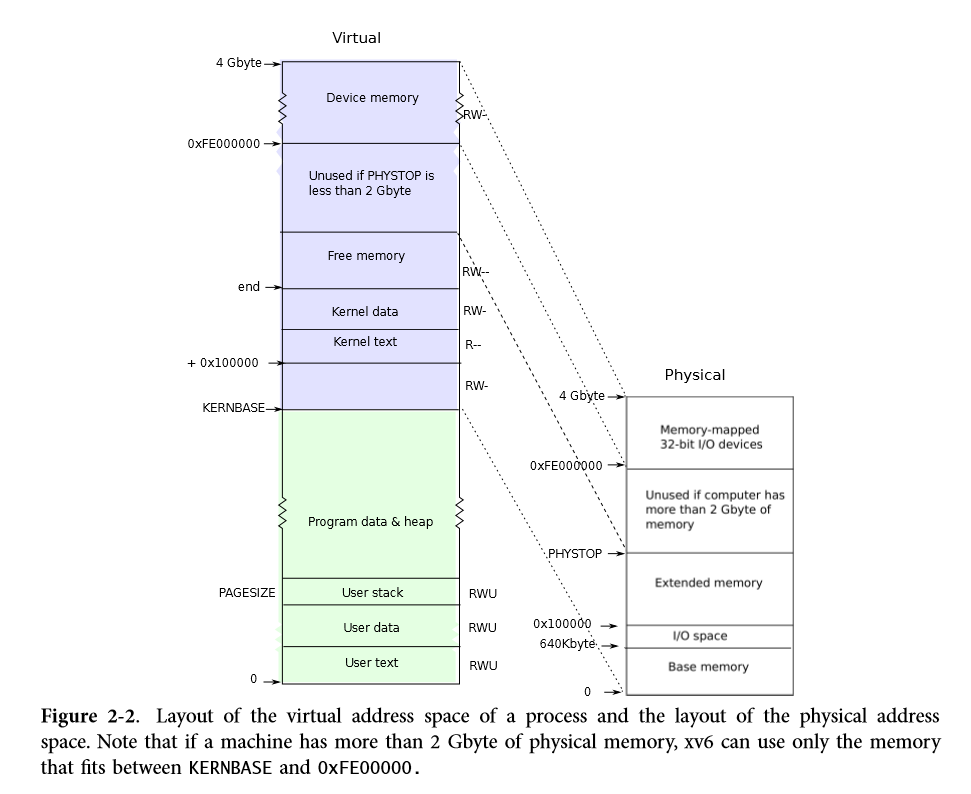 Virtual
4 Gbyte
Device memory
RW-
0xFE000000
Unused if PHYSTOP is
less than 2 Gbyte
Free memory
RW--
end
Kernel data
RW-
Kernel text
R--
+ 0x100000
RW-
KERNBASE
Program data & heap
PAGESIZE
User stack
RWU
User data
RWU
User text
RWU
0
Physical
4 Gbyte
Memory-mapped
32-bit I/O devices
0xFE000000
Unused if computer has
more than 2 Gbyte of
memory
PHYSTOP
Extended memory
0x100000
I/O space
640Kbyte
Base memory
0
Figure 2-2. Layout of the virtual address space of a process and the layout of the physical address
space. Note that if a machine has more than 2 Gbyte of physical memory, xv6 can use only the memory
that fits between KERNBASE and 0xFE00000.